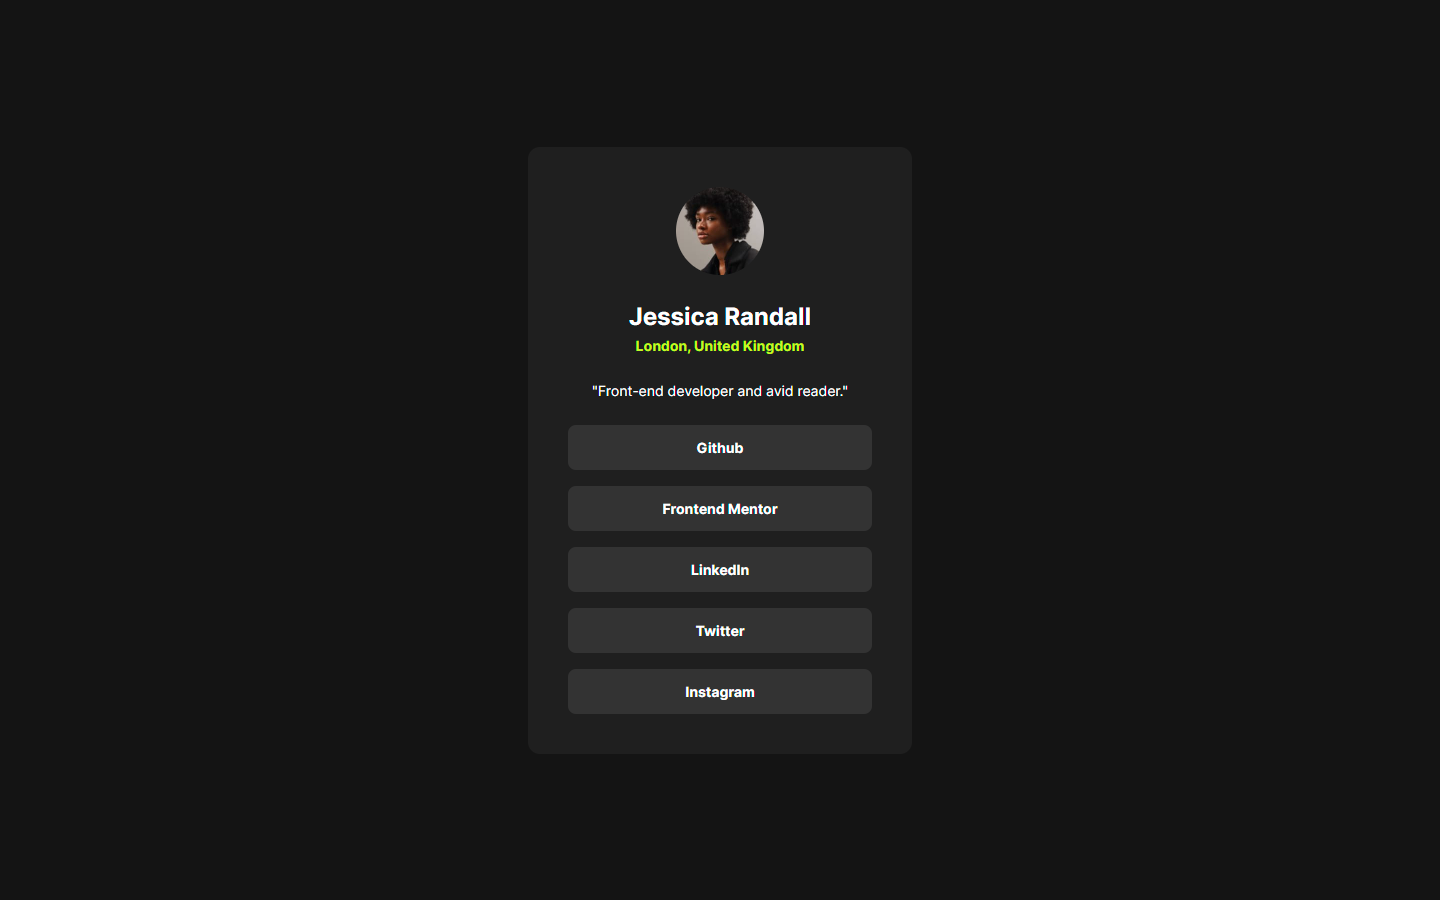 Jessica Randall
London, United Kingdom
"Front-end developer and avid reader."
Github
Frontend Mentor
LinkedIn
Twitter
Instagram